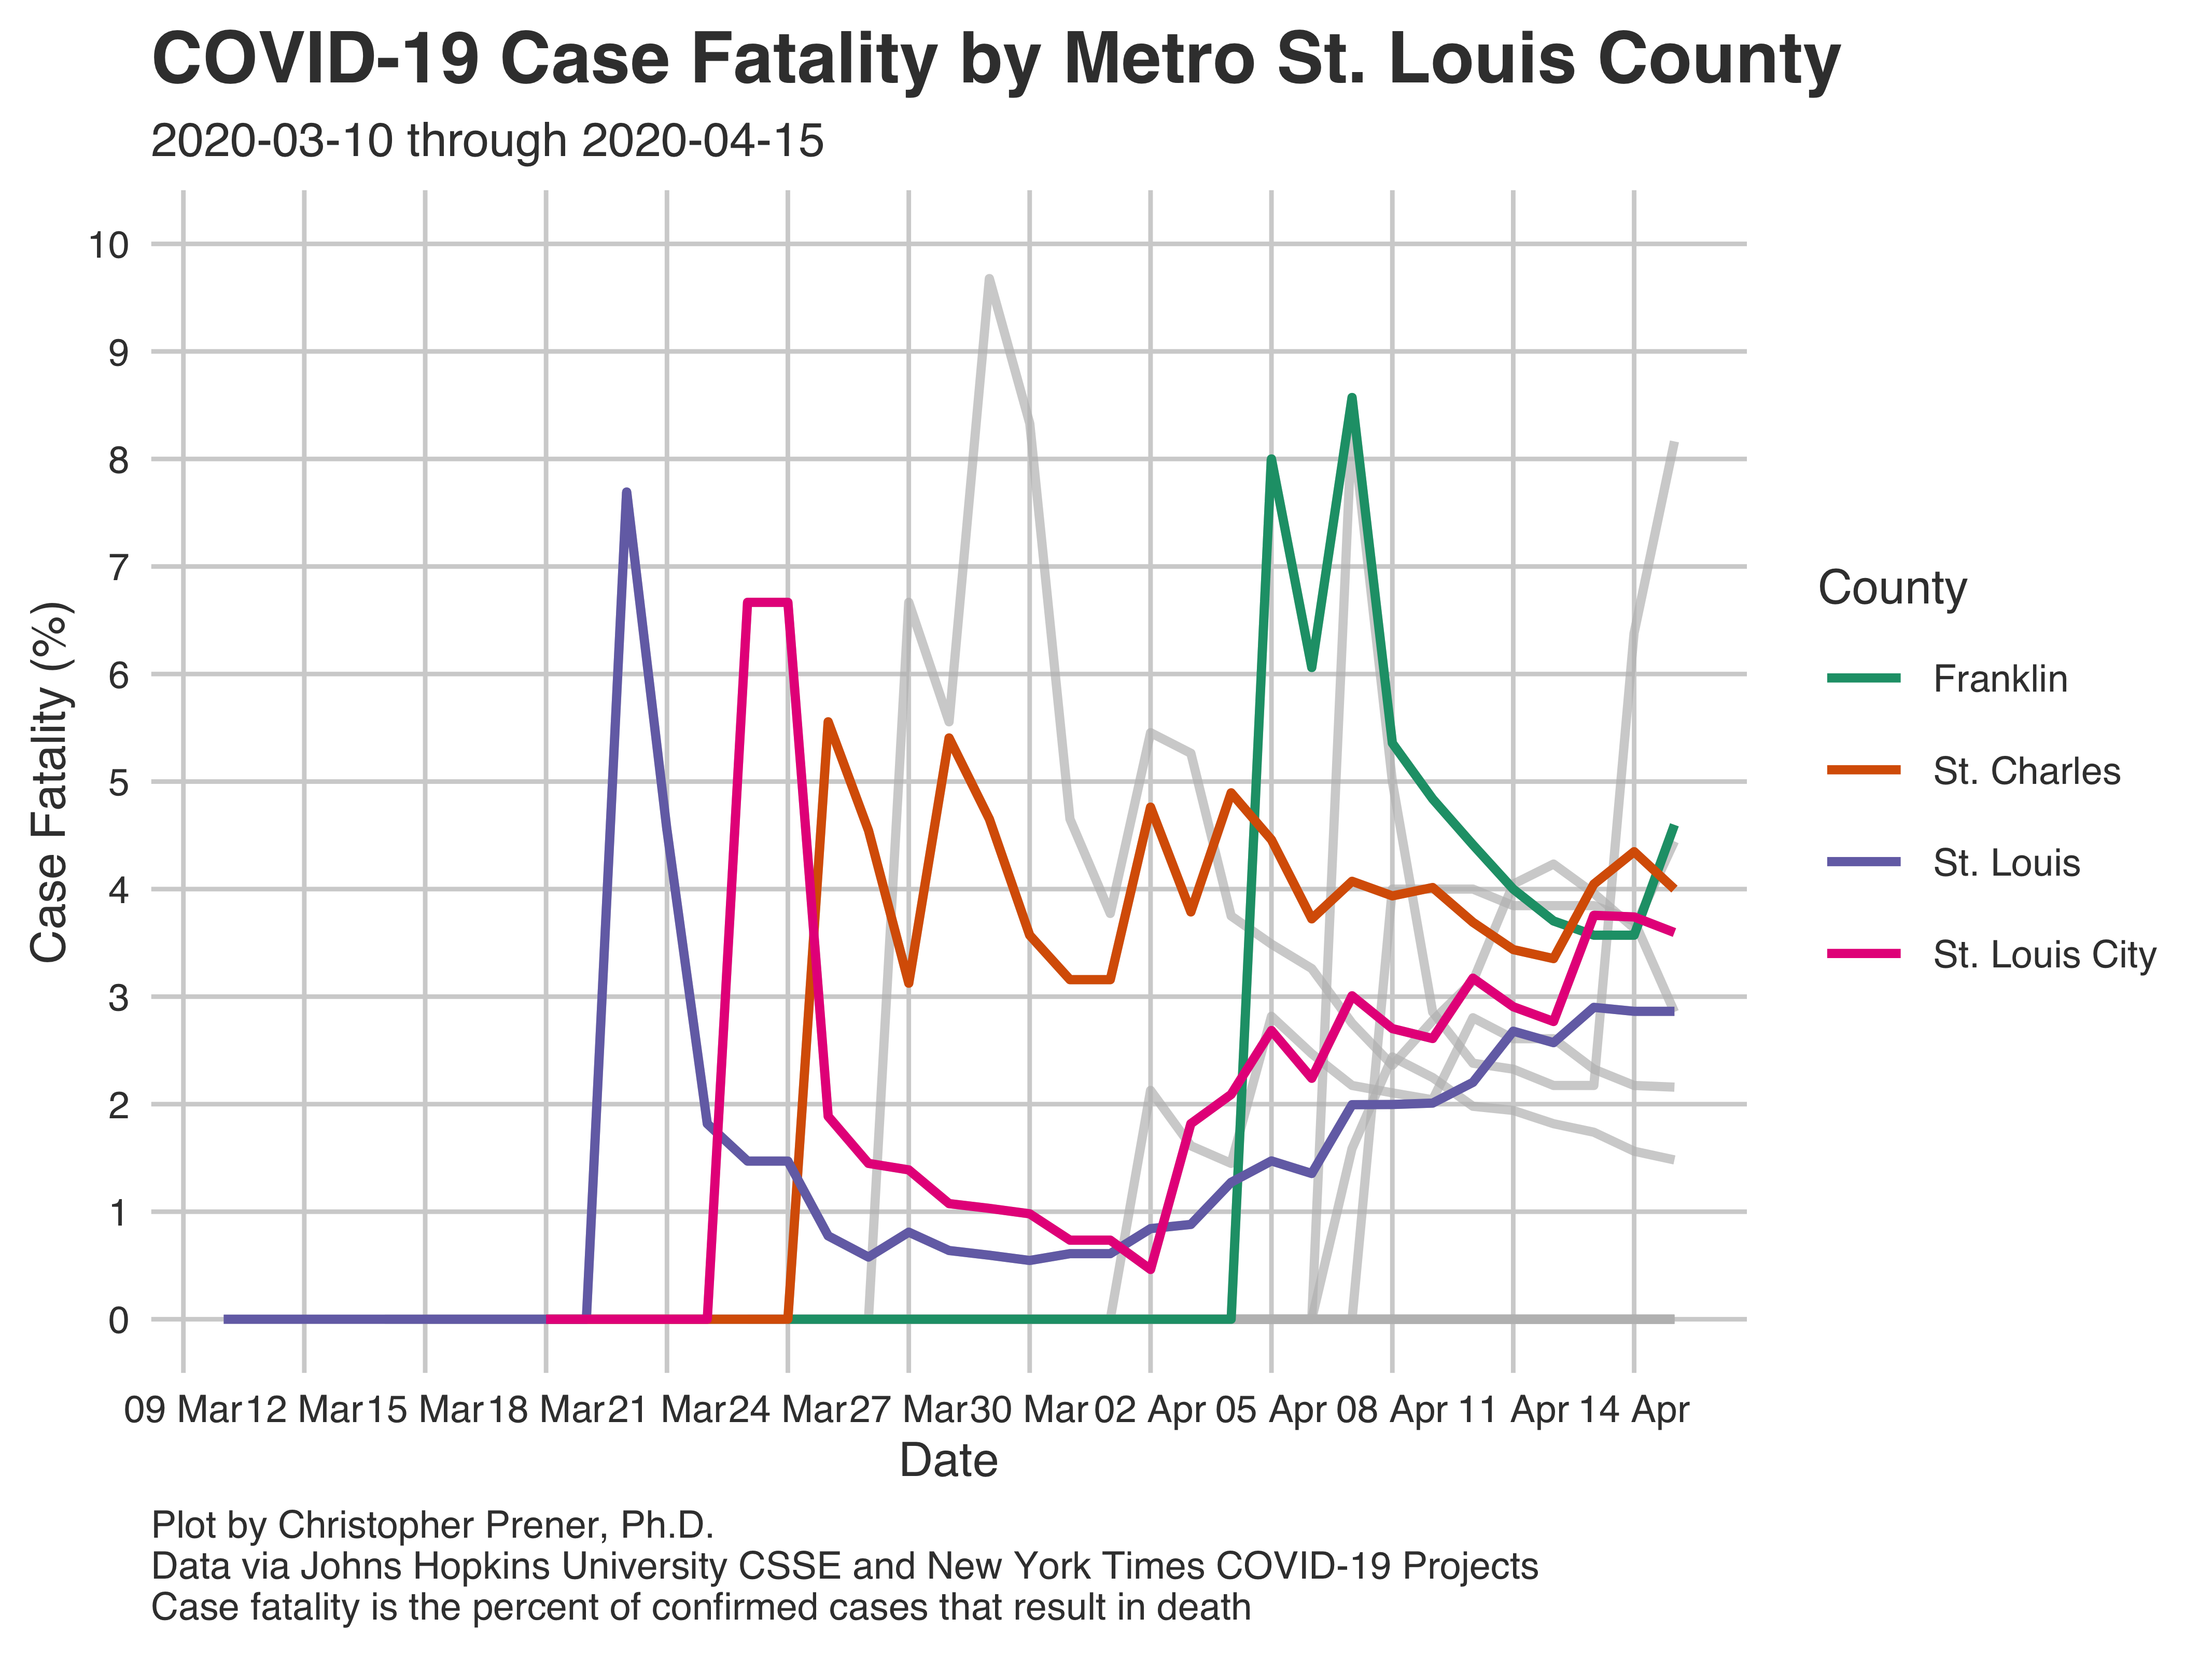 COVID-19 Case Fatality by Metro St. Louis County
2020-03-10 through 2020-04-15
10
9
8
7
6
5
4
3
2
1
0
Case Fatality (%)
09 Mar 12 Mar 15 Mar 18 Mar 21 Mar 24 Mar 27 Mar 30 Mar 02 Apr 05 Apr 08 Apr 11 Apr 14 Apr
Date
County
Franklin
St. Charles
St. Louis
St. Louis City
Plot by Christopher Prener, Ph.D.
Data via Johns Hopkins University CSSE and New York Times COVID-19 Projects
Case fatality is the percent of confirmed cases that result in death